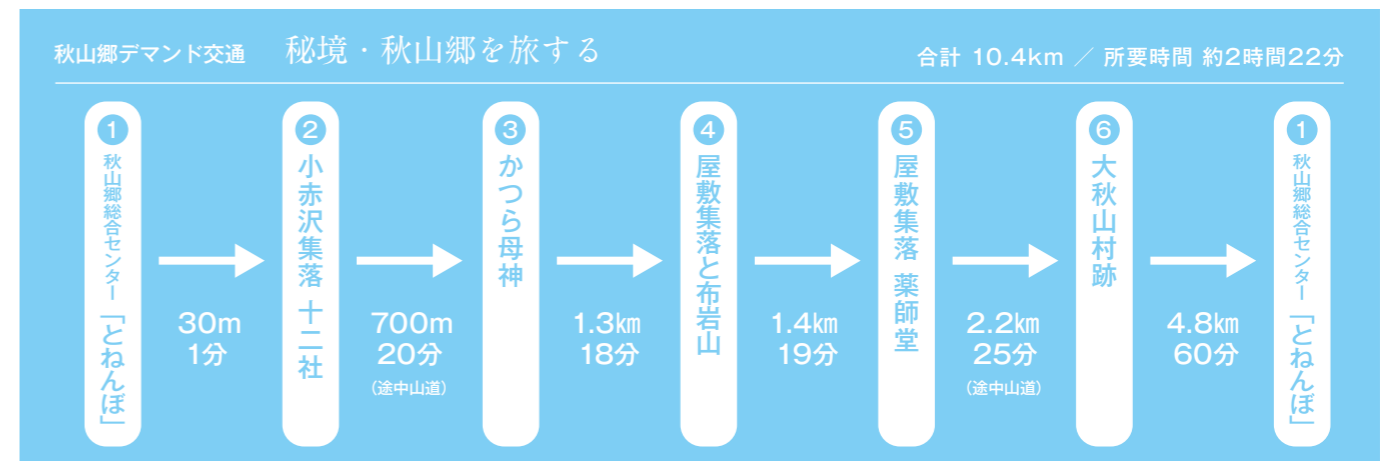 秋山郷デマンド交通 秘境・秋山郷を旅する
合計 10.4km ／ 所要時間 約2時間22分
1 秋山郷総合センター「とねんぼ」
30m
1分
2 小赤沢集落 十二社
700m
20分
（途中山道）
3 かつら母神
1.3㎞
18分
4 屋敷集落と布岩山
1.4㎞
19分
5 屋敷集落 薬師堂
2.2㎞
25分
（途中山道）
6 大秋山村跡
4.8㎞
60分
1 秋山郷総合センター「とねんぼ」